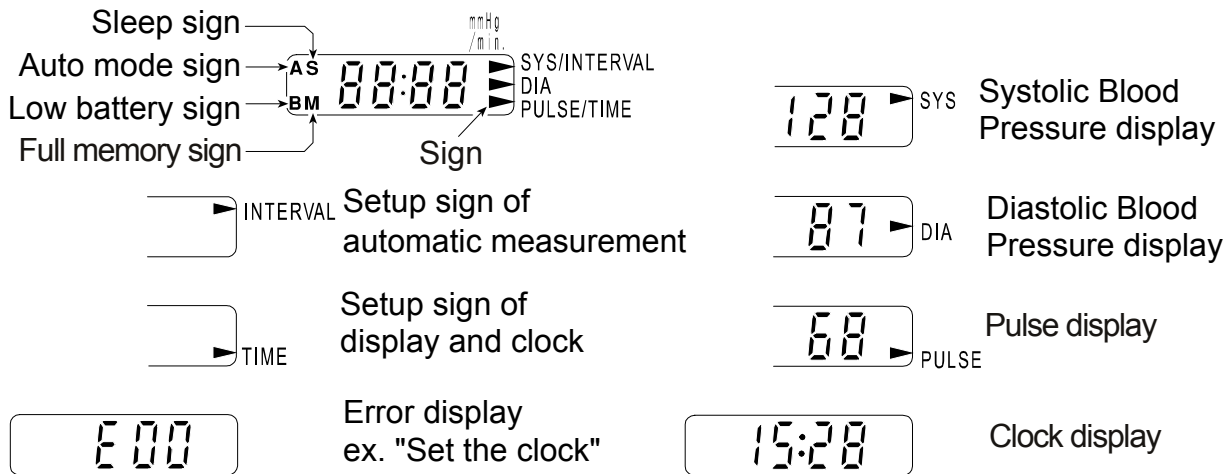 Sleep sign
Auto mode sign
Low battery sign
Full memory sign
mmHg
/min.
AS
BM
88:88
SYS/INTERVAL
DIA
PULSE/TIME
Sign
128
SYS
Systolic Blood
Pressure display
INTERVAL
Setup sign of
automatic measurement
87
DIA
Diastolic Blood
Pressure display
TIME
Setup sign of
display and clock
68
PULSE
Pulse display
E00
Error display
ex. "Set the clock"
15:28
Clock display